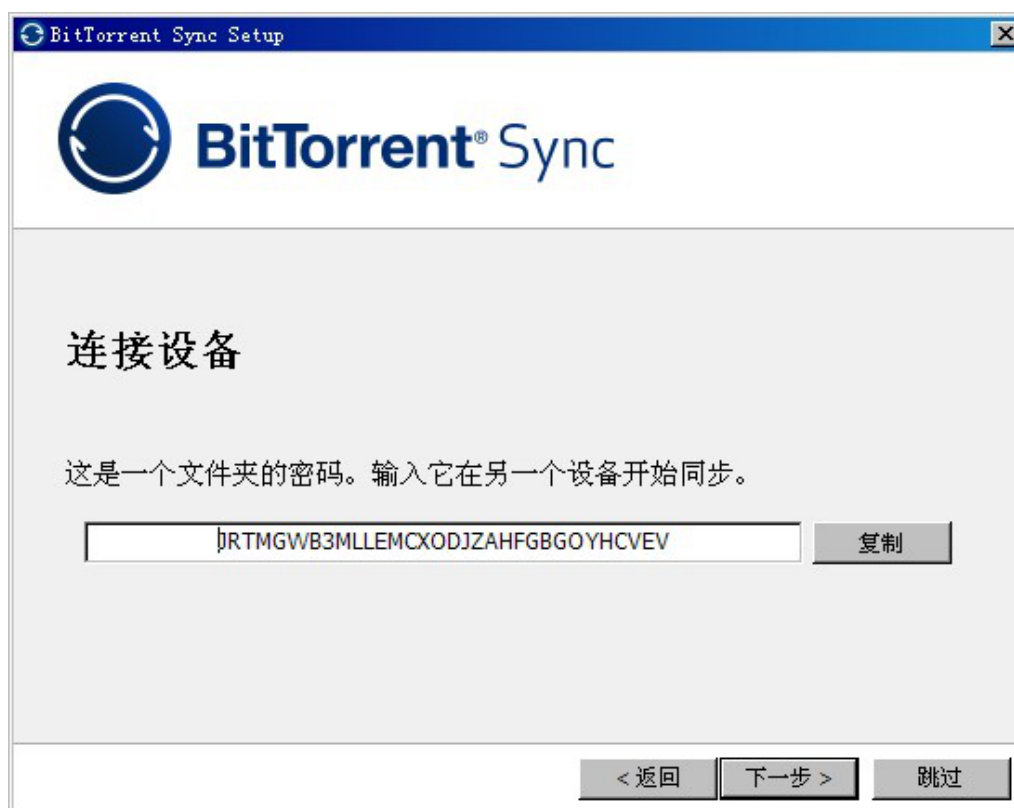 BitTorrent Sync Setup
BitTorrent® Sync
连接设备
这是一个文件夹的密码。输入它在另一个设备开始同步。
JRTMGWB3MLLEMCXODJZAHFGBGOYHCVEV
复制
< 返回
下一步 >
跳过